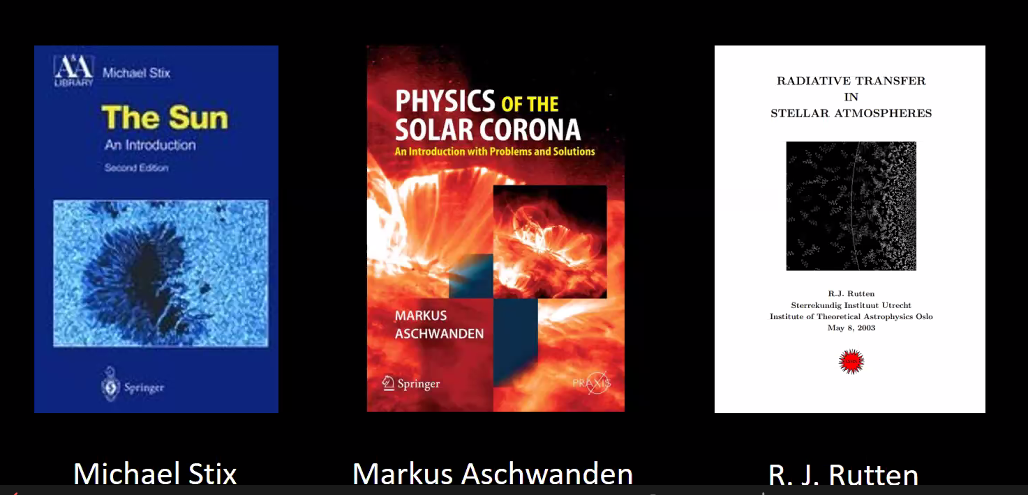 A&A
LIBRARY
Michael Stix
The Sun
An Introduction
Second Edition
Springer
PHYSICS OF THE
SOLAR CORONA
An Introduction with Problems and Solutions
MARKUS
ASCHWANDEN
Springer
PRAXIS
RADIATIVE TRANSFER
IN
STELLAR ATMOSPHERES
R.J. Rutten
Sterrekundig Instituut Utrecht
Institute of Theoretical Astrophysics Oslo
May 8, 2003
Michael Stix
Markus Aschwanden
R. J. Rutten